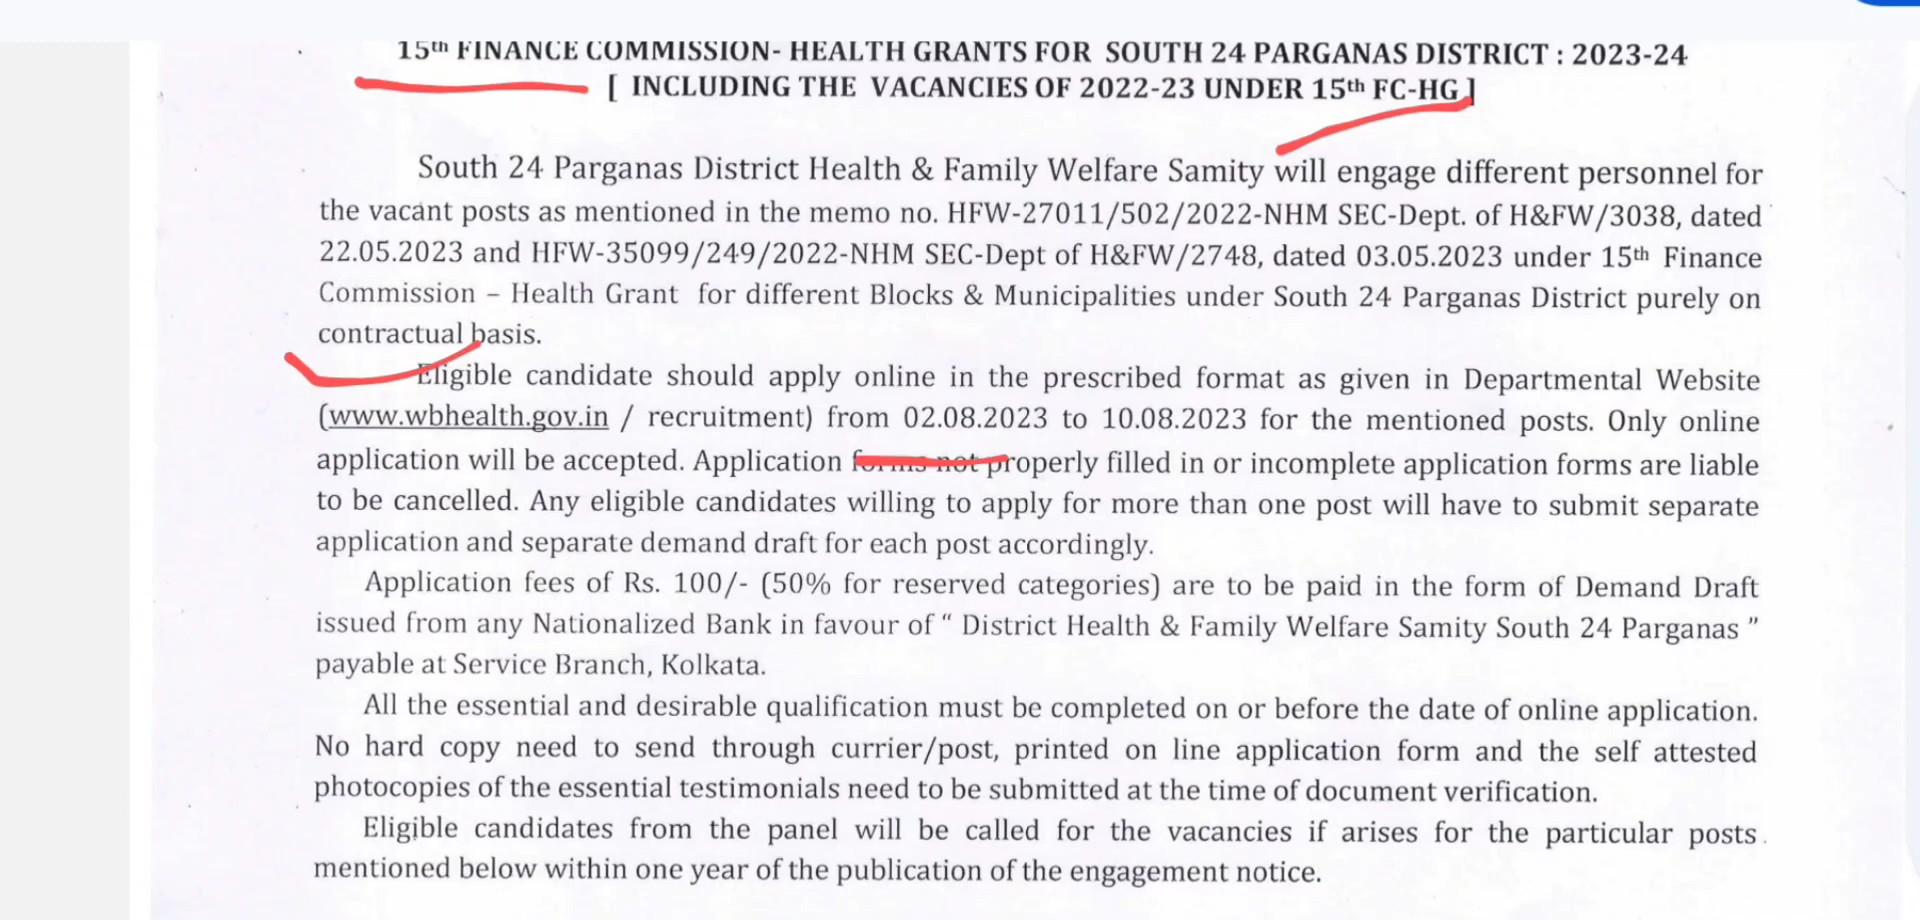 15th FINANCE COMMISSION- HEALTH GRANTS FOR SOUTH 24 PARGANAS DISTRICT : 2023-24
[ INCLUDING THE VACANCIES OF 2022-23 UNDER 15th FC-HG ]
South 24 Parganas District Health & Family Welfare Samity will engage different personnel for
the vacant posts as mentioned in the memo no. HFW-27011/502/2022-NHM SEC-Dept. of H&FW/3038, dated
22.05.2023 and HFW-35099/249/2022-NHM SEC-Dept of H&FW/2748, dated 03.05.2023 under 15th Finance
Commission – Health Grant for different Blocks & Municipalities under South 24 Parganas District purely on
contractual basis.
Eligible candidate should apply online in the prescribed format as given in Departmental Website
(www.wbhealth.gov.in / recruitment) from 02.08.2023 to 10.08.2023 for the mentioned posts. Only online
application will be accepted. Application forms not properly filled in or incomplete application forms are liable
to be cancelled. Any eligible candidates willing to apply for more than one post will have to submit separate
application and separate demand draft for each post accordingly.
Application fees of Rs. 100/- (50% for reserved categories) are to be paid in the form of Demand Draft
issued from any Nationalized Bank in favour of “ District Health & Family Welfare Samity South 24 Parganas ”
payable at Service Branch, Kolkata.
All the essential and desirable qualification must be completed on or before the date of online application.
No hard copy need to send through currier/post, printed on line application form and the self attested
photocopies of the essential testimonials need to be submitted at the time of document verification.
Eligible candidates from the panel will be called for the vacancies if arises for the particular posts
mentioned below within one year of the publication of the engagement notice.